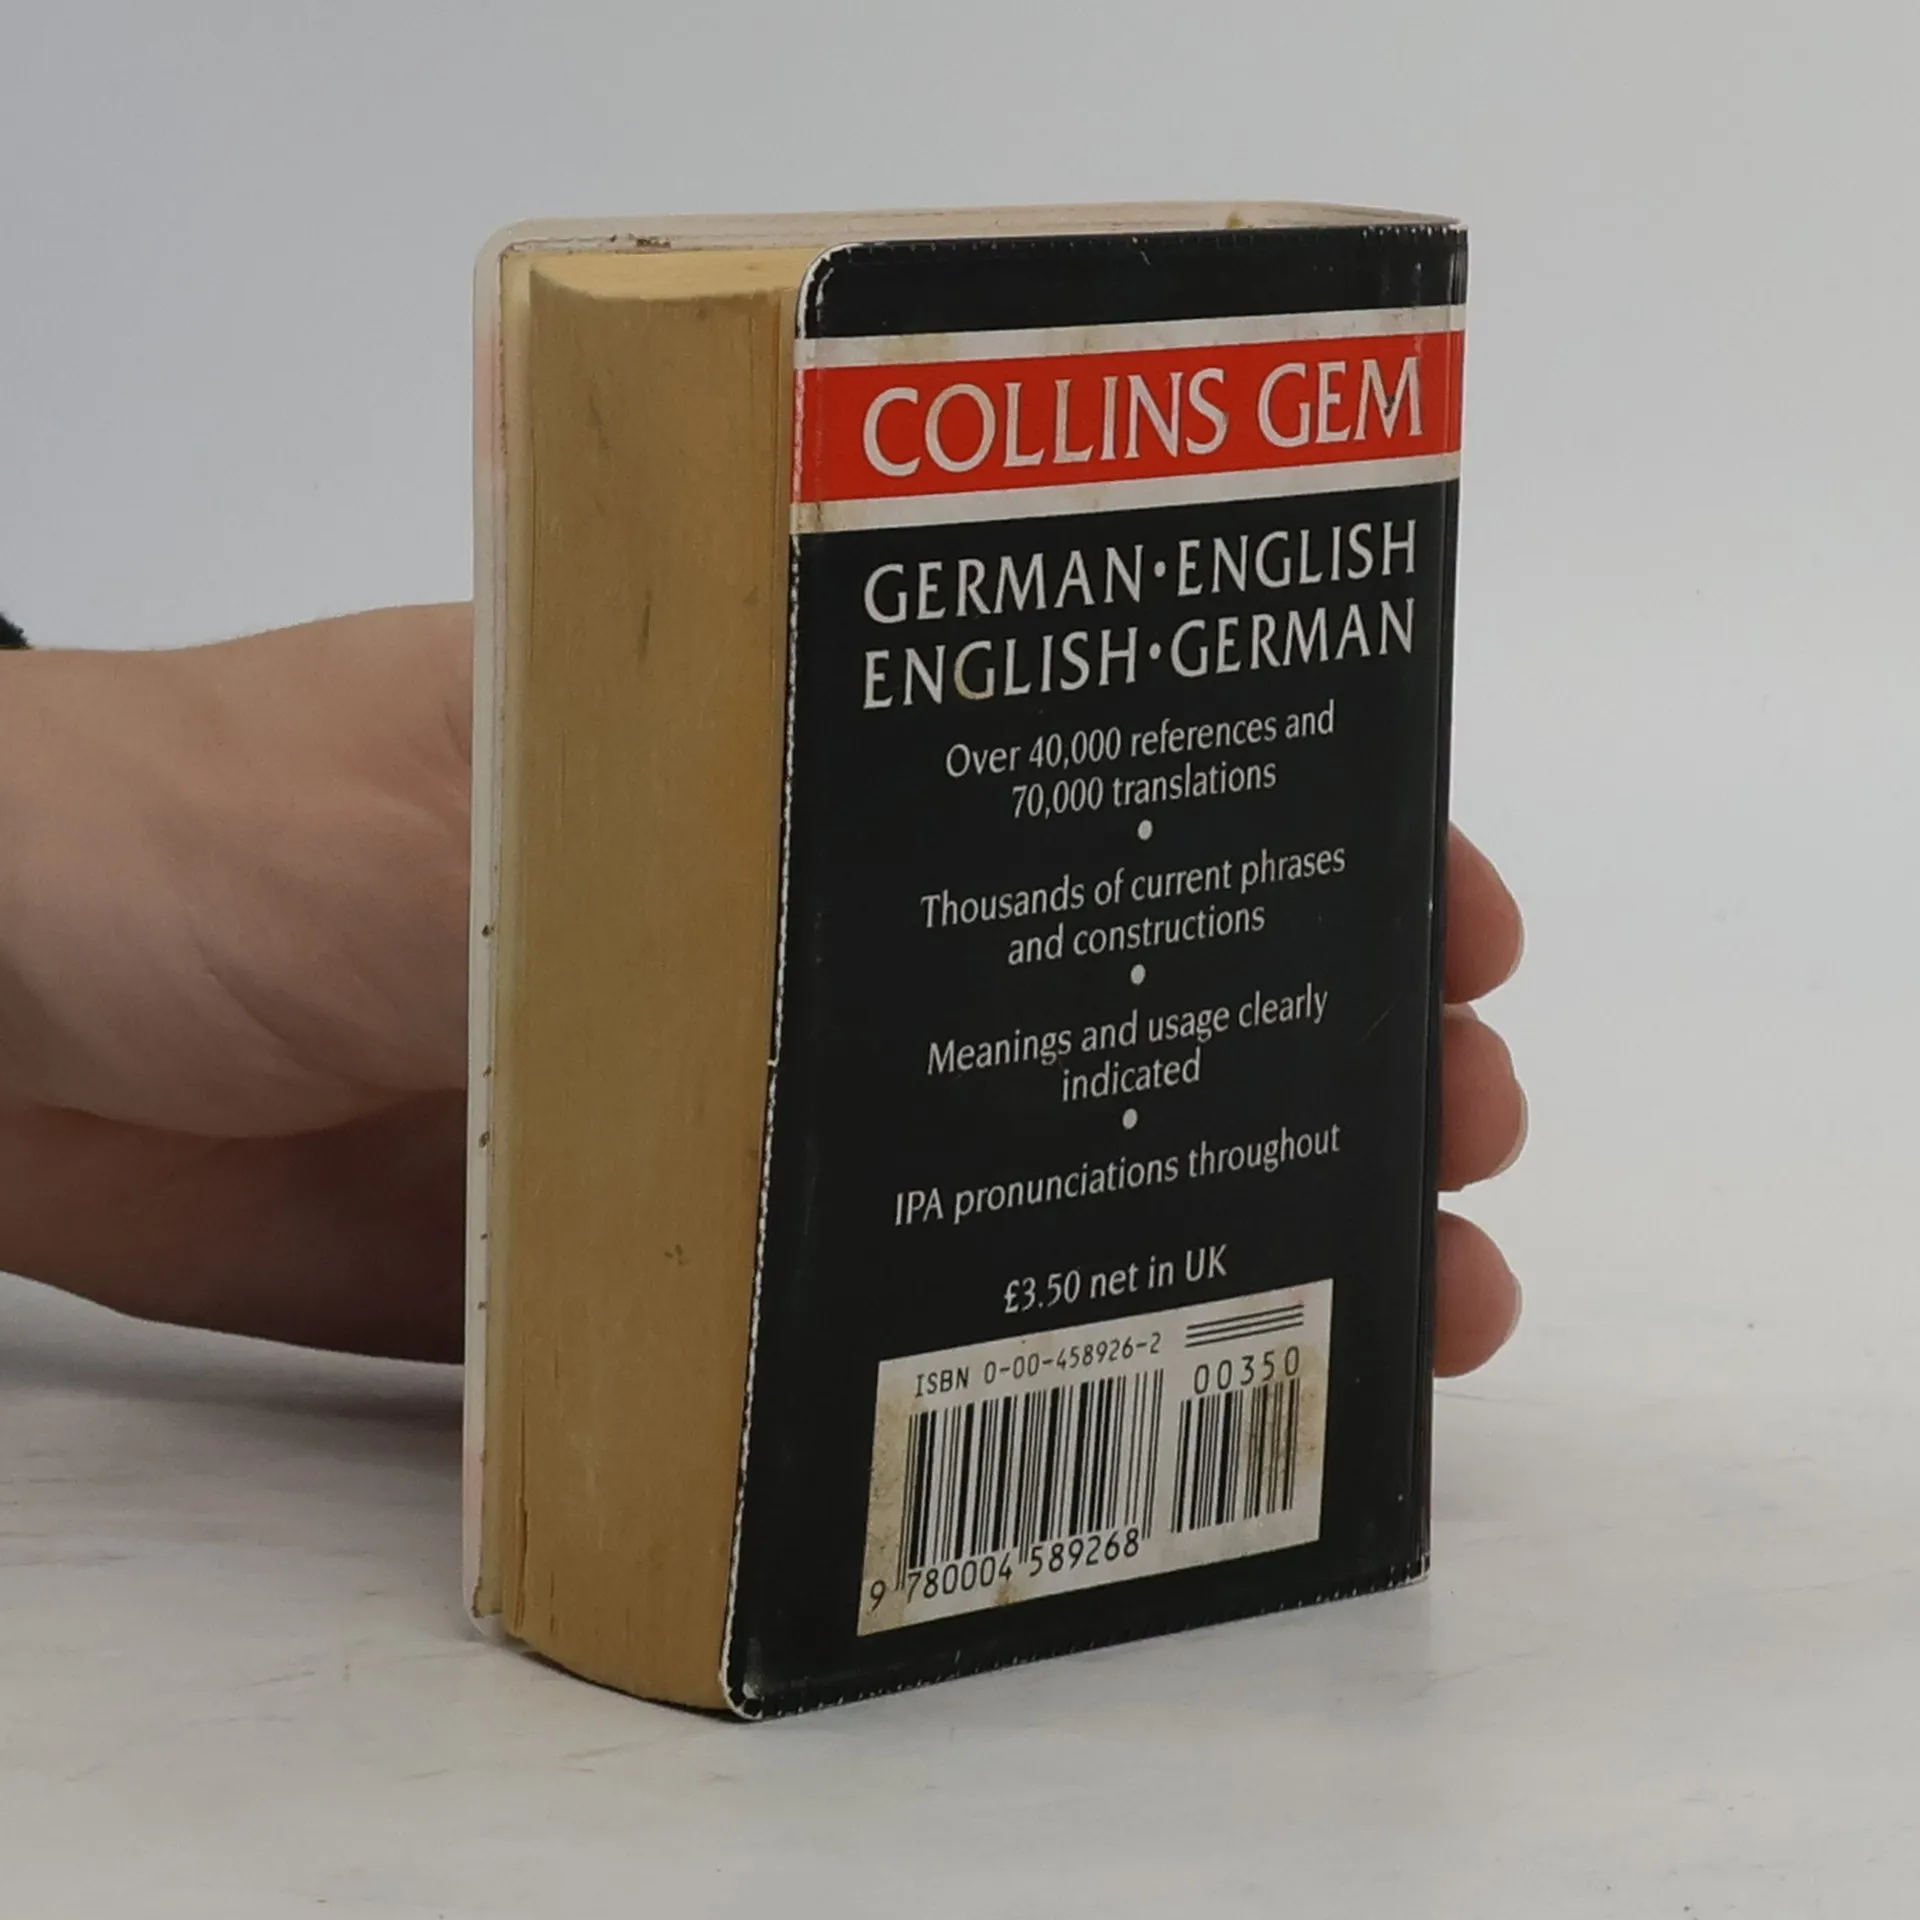 COLLINS GEM
GERMAN•ENGLISH
ENGLISH•GERMAN
Over 40,000 references and
70,000 translations
•
Thousands of current phrases
and constructions
•
Meanings and usage clearly
indicated
•
IPA pronunciations throughout
£3.50 net in UK
ISBN 0-00-458926-2
00350
9 780004 589268